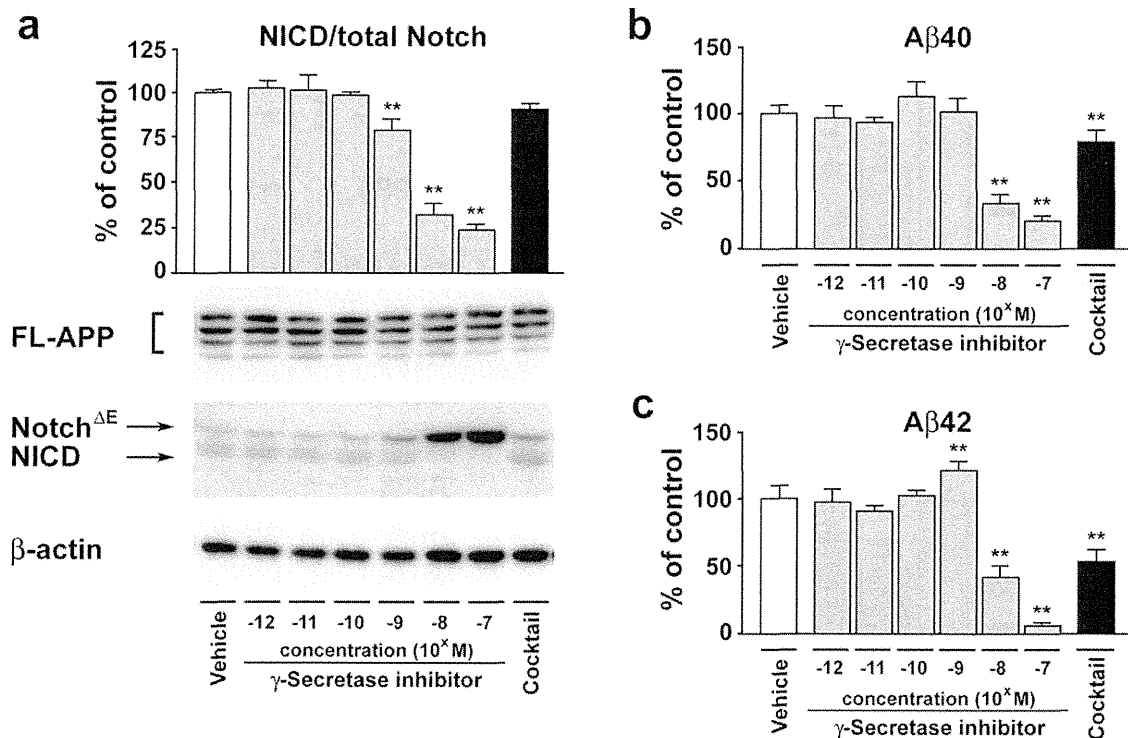 a
NICD/total Notch
% of control
125
100
75
50
25
0
**
**
**
FL-APP
Notch^ΔE
NICD
β-actin
Vehicle
-12 -11 -10 -9 -8 -7
concentration (10^x M)
γ-Secretase inhibitor
Cocktail
b
Aβ40
% of control
150
100
50
0
**
**
**
Vehicle
-12 -11 -10 -9 -8 -7
concentration (10^x M)
γ-Secretase inhibitor
Cocktail
c
Aβ42
% of control
150
100
50
0
**
**
**
**
Vehicle
-12 -11 -10 -9 -8 -7
concentration (10^x M)
γ-Secretase inhibitor
Cocktail